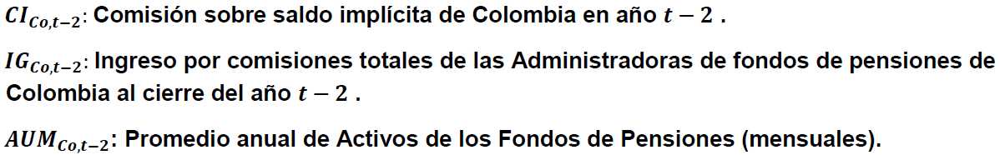 CI_{Co,t−2}: Comisión sobre saldo implícita de Colombia en año t − 2 .
IG_{Co,t−2}: Ingreso por comisiones totales de las Administradoras de fondos de pensiones de
Colombia al cierre del año t − 2 .
AUM_{Co,t−2}: Promedio anual de Activos de los Fondos de Pensiones (mensuales).